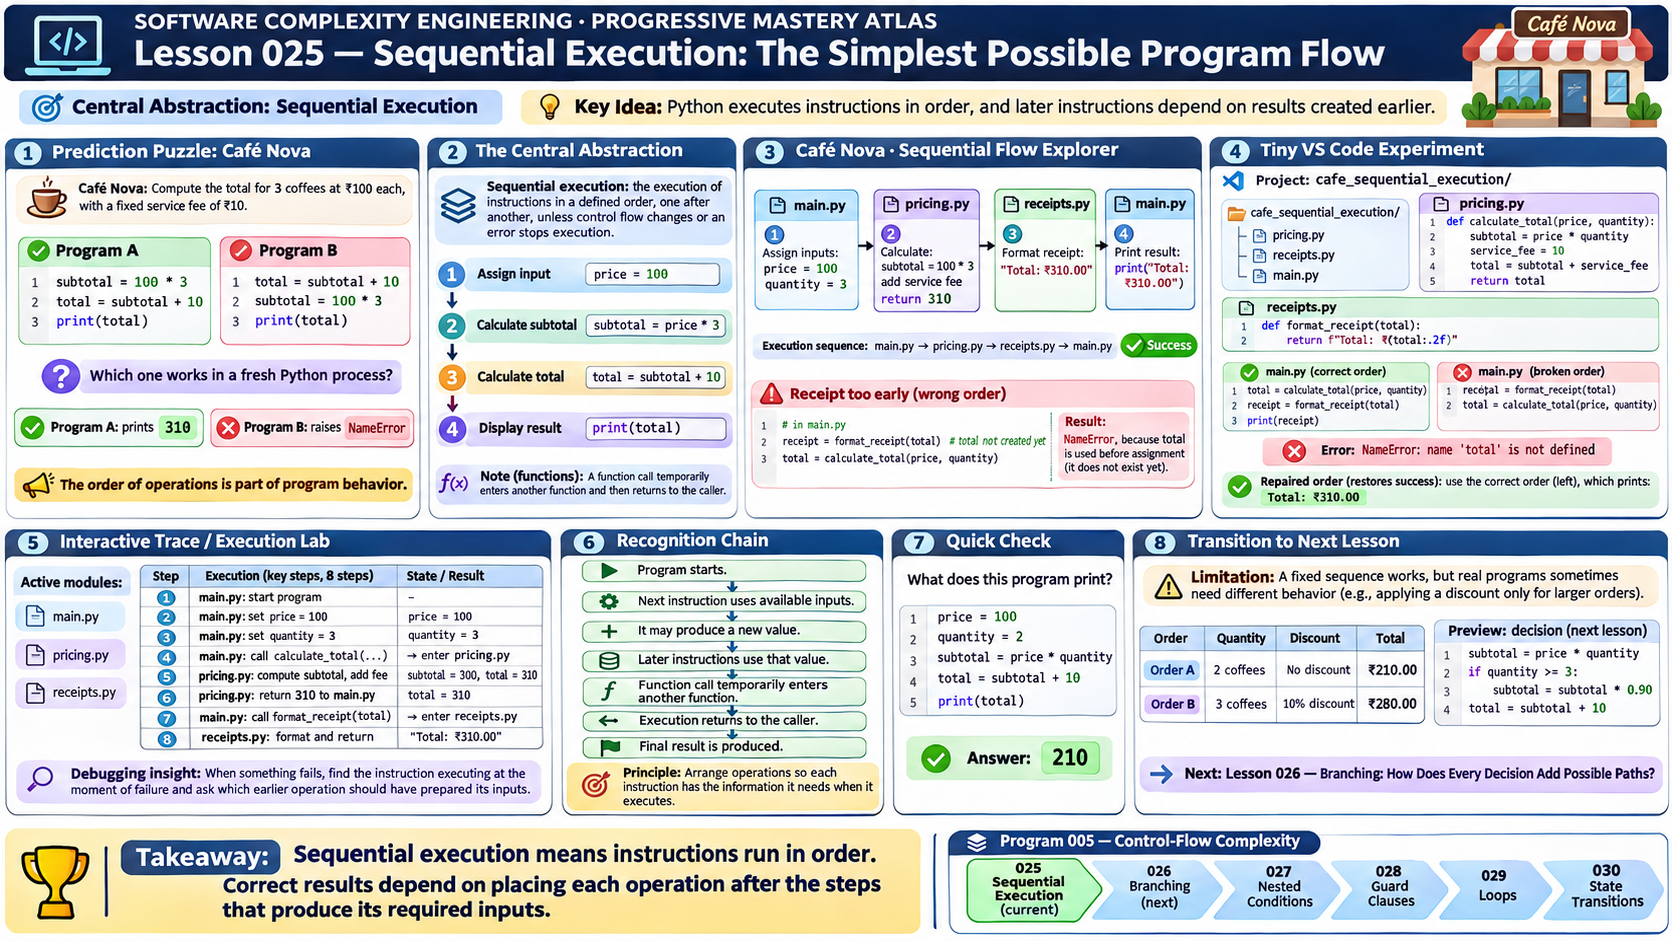 SOFTWARE COMPLEXITY ENGINEERING · PROGRESSIVE MASTERY ATLAS
Lesson 025 — Sequential Execution: The Simplest Possible Program Flow
Café Nova
</>
Central Abstraction: Sequential Execution
Key Idea: Python executes instructions in order, and later instructions depend on results created earlier.
1 Prediction Puzzle: Café Nova
Café Nova: Compute the total for 3 coffees at ₹100 each,
with a fixed service fee of ₹10.
Program A
1 subtotal = 100 * 3
2 total = subtotal + 10
3 print(total)
Program B
1 total = subtotal + 10
2 subtotal = 100 * 3
3 print(total)
? Which one works in a fresh Python process?
Program A: prints 310
Program B: raises NameError
The order of operations is part of program behavior.
2 The Central Abstraction
Sequential execution: the execution of
instructions in a defined order, one after
another, unless control flow changes or an
error stops execution.
1 Assign input price = 100
2 Calculate subtotal subtotal = price * 3
3 Calculate total total = subtotal + 10
4 Display result print(total)
f(x) Note (functions): A function call temporarily
enters another function and then returns to the caller.
3 Café Nova · Sequential Flow Explorer
main.py
1
Assign inputs:
price = 100
quantity = 3
pricing.py
2
Calculate:
subtotal = 100 * 3
add service fee
return 310
receipts.py
3
Format receipt:
"Total: ₹310.00"
main.py
4
Print result:
print("Total:
₹310.00")
Execution sequence: main.py → pricing.py → receipts.py → main.py
Success
Receipt too early (wrong order)
1 # in main.py
2 receipt = format_receipt(total) # total not created yet
3 total = calculate_total(price, quantity)
Result:
NameError, because total
is used before assignment
(it does not exist yet).
4 Tiny VS Code Experiment
Project: cafe_sequential_execution/
cafe_sequential_execution/
pricing.py
receipts.py
main.py
pricing.py
1 def calculate_total(price, quantity):
2 subtotal = price * quantity
3 service_fee = 10
4 total = subtotal + service_fee
5 return total
receipts.py
1 def format_receipt(total):
2 return f"Total: ₹(total:.2f)"
main.py (correct order)
1 total = calculate_total(price, quantity)
2 receipt = format_receipt(total)
3 print(receipt)
main.py (broken order)
1 receipt = format_receipt(total)
2 total = calculate_total(price, quantity)
Error: NameError: name 'total' is not defined
Repaired order (restores success): use the correct order (left), which prints:
Total: ₹310.00
5 Interactive Trace / Execution Lab
Active modules:
main.py
pricing.py
receipts.py
Step Execution (key steps, 8 steps) State / Result
1 main.py: start program –
2 main.py: set price = 100 price = 100
3 main.py: set quantity = 3 quantity = 3
4 main.py: call calculate_total(...) → enter pricing.py
5 pricing.py: compute subtotal, add fee subtotal = 300, total = 310
6 pricing.py: return 310 to main.py total = 310
7 main.py: call format_receipt(total) → enter receipts.py
8 receipts.py: format and return "Total: ₹310.00"
Debugging insight: When something fails, find the instruction executing at the
moment of failure and ask which earlier operation should have prepared its inputs.
6 Recognition Chain
Program starts.
Next instruction uses available inputs.
It may produce a new value.
Later instructions use that value.
Function call temporarily enters
another function.
Execution returns to the caller.
Final result is produced.
Principle: Arrange operations so each
instruction has the information it needs when it
executes.
7 Quick Check
What does this program print?
1 price = 100
2 quantity = 2
3 subtotal = price * quantity
4 total = subtotal + 10
5 print(total)
Answer: 210
8 Transition to Next Lesson
Limitation: A fixed sequence works, but real programs sometimes
need different behavior (e.g., applying a discount only for larger orders).
Order Quantity Discount Total
Order A 2 coffees No discount ₹210.00
Order B 3 coffees 10% discount ₹280.00
Preview: decision (next lesson)
1 subtotal = price * quantity
2 if quantity >= 3:
3 subtotal = subtotal * 0.90
4 total = subtotal + 10
Next: Lesson 026 — Branching: How Does Every Decision Add Possible Paths?
Takeaway: Sequential execution means instructions run in order.
Correct results depend on placing each operation after the steps
that produce its required inputs.
Program 005 — Control-Flow Complexity
025
Sequential
Execution
(current)
026
Branching
(next)
027
Nested
Conditions
028
Guard
Clauses
029
Loops
030
State
Transitions